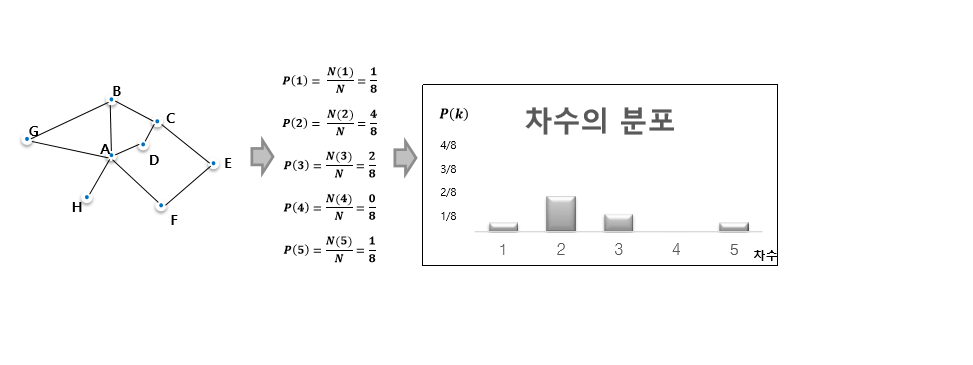 B
G
C
A
D
E
H
F
P(1) = N(1)/N = 1/8
P(2) = N(2)/N = 4/8
P(3) = N(3)/N = 2/8
P(4) = N(4)/N = 0/8
P(5) = N(5)/N = 1/8
P(k)
차수의 분포
4/8
3/8
2/8
1/8
1 2 3 4 5
차수